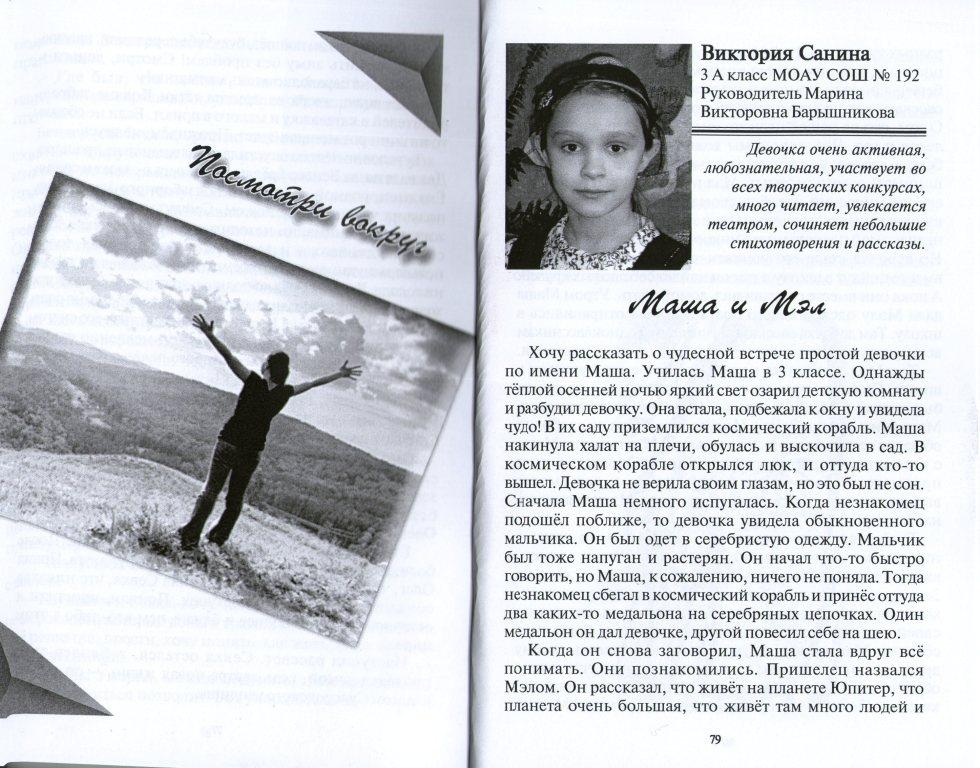 Посмотри вокруг
Виктория Санина
3 А класс МОАУ СОШ № 192
Руководитель Марина
Викторовна Барышникова
Девочка очень активная,
любознательная, участвует во
всех творческих конкурсах,
много читает, увлекается
театром, сочиняет небольшие
стихотворения и рассказы.
Маша и Мэл
Хочу рассказать о чудесной встрече простой девочки
по имени Маша. Училась Маша в 3 классе. Однажды
тёплой осенней ночью яркий свет озарил детскую комнату
и разбудил девочку. Она встала, подбежала к окну и увидела
чудо! В их саду приземлился космический корабль. Маша
накинула халат на плечи, обулась и выскочила в сад. В
космическом корабле открылся люк, и оттуда кто-то
вышел. Девочка не верила своим глазам, но это был не сон.
Сначала Маша немного испугалась. Когда незнакомец
подошёл поближе, то девочка увидела обыкновенного
мальчика. Он был одет в серебристую одежду. Мальчик
был тоже напуган и растерян. Он начал что-то быстро
говорить, но Маша, к сожалению, ничего не поняла. Тогда
незнакомец сбегал в космический корабль и принёс оттуда
два каких-то медальона на серебряных цепочках. Один
медальон он дал девочке, другой повесил себе на шею.
Когда он снова заговорил, Маша стала вдруг всё
понимать. Они познакомились. Пришелец назвался
Мэлом. Он рассказал, что живёт на планете Юпитер, что
планета очень большая, что живёт там много людей и
79